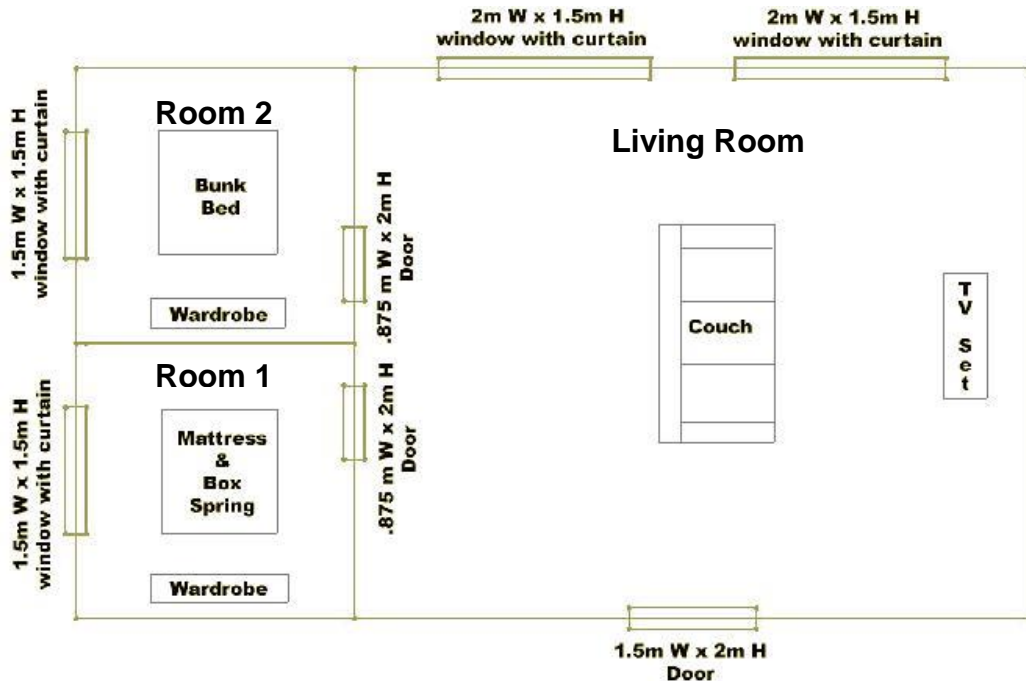 2m W x 1.5m H
window with curtain
2m W x 1.5m H
window with curtain
Room 2
Living Room
1.5m W x 1.5m H
window with curtain
Bunk
Bed
.875 m W x 2m H
Door
Wardrobe
Couch
TV Set
Room 1
1.5m W x 1.5m H
window with curtain
Mattress
&
Box
Spring
.875 m W x 2m H
Door
Wardrobe
1.5m W x 2m H
Door